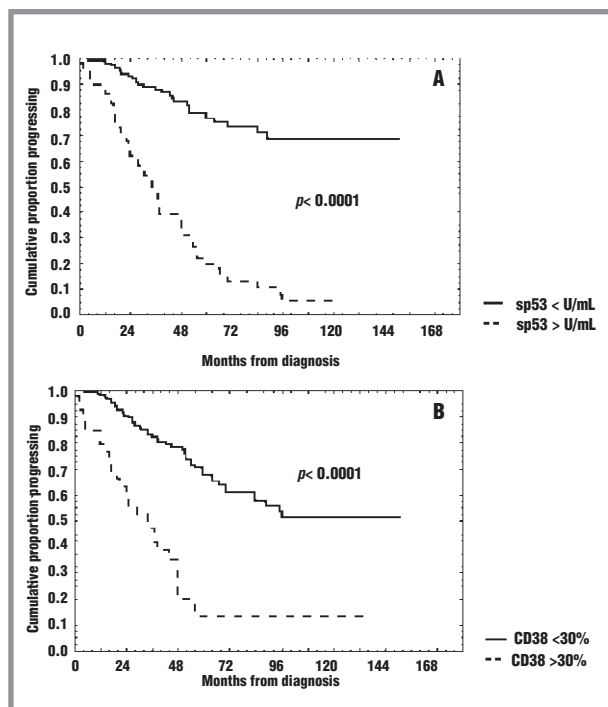 A
Cumulative proportion progressing
1.0
0.9
0.8
0.7
0.6
0.5
0.4
0.3
0.2
0.1
0.0
p< 0.0001
0 24 48 72 96 120 144 168
Months from diagnosis
sp53 < U/mL
sp53 > U/mL
B
Cumulative proportion progressing
1.0
0.9
0.8
0.7
0.6
0.5
0.4
0.3
0.2
0.1
0.0
p< 0.0001
0 24 48 72 96 120 144 168
Months from diagnosis
CD38 <30%
CD38 >30%